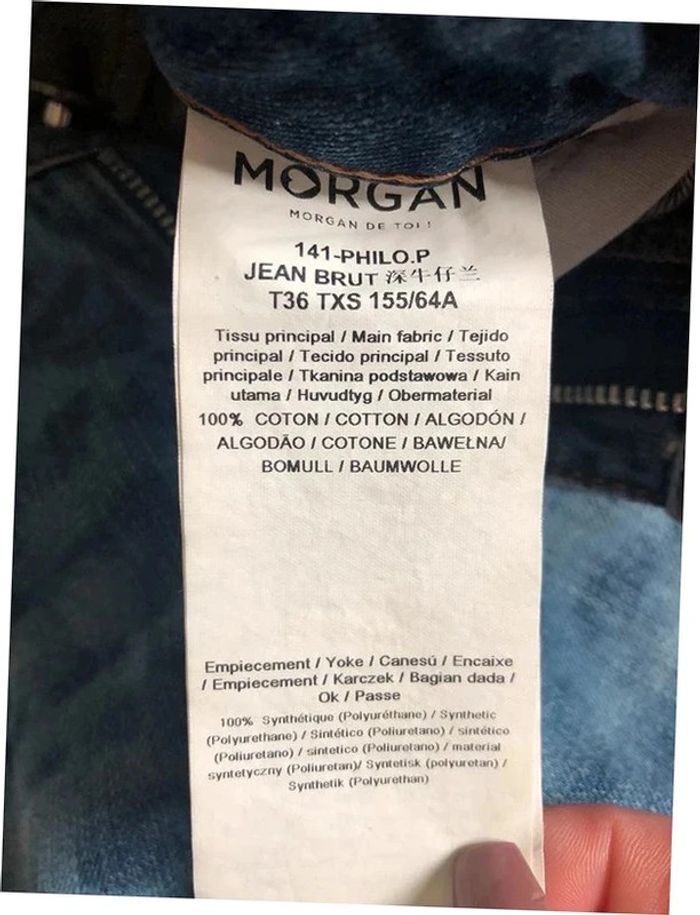 MORGAN
MORGAN DE TOI !
141-PHILO.P
JEAN BRUT 深牛仔兰
T36 TXS 155/64A
Tissu principal / Main fabric / Tejido
principal / Tecido principal / Tessuto
principale / Tkanina podstawowa / Kain
utama / Huvudtyg / Obermaterial
100% COTON / COTTON / ALGODÓN /
ALGODÃO / COTONE / BAWEŁNA/
BOMULL / BAUMWOLLE
Empiecement / Yoke / Canesú / Encaixe
/ Empiecement / Karczek / Bagian dada /
Ok / Passe
100% Synthétique (Polyuréthane) / Synthetic
(Polyurethane) / Sintético (Poliuretano) / sintético
(Poliuretano) / sintetico (Poliuretano) / material
syntetyczny (Poliuretan)/ Syntetisk (polyuretan) /
Synthetik (Polyurethan)